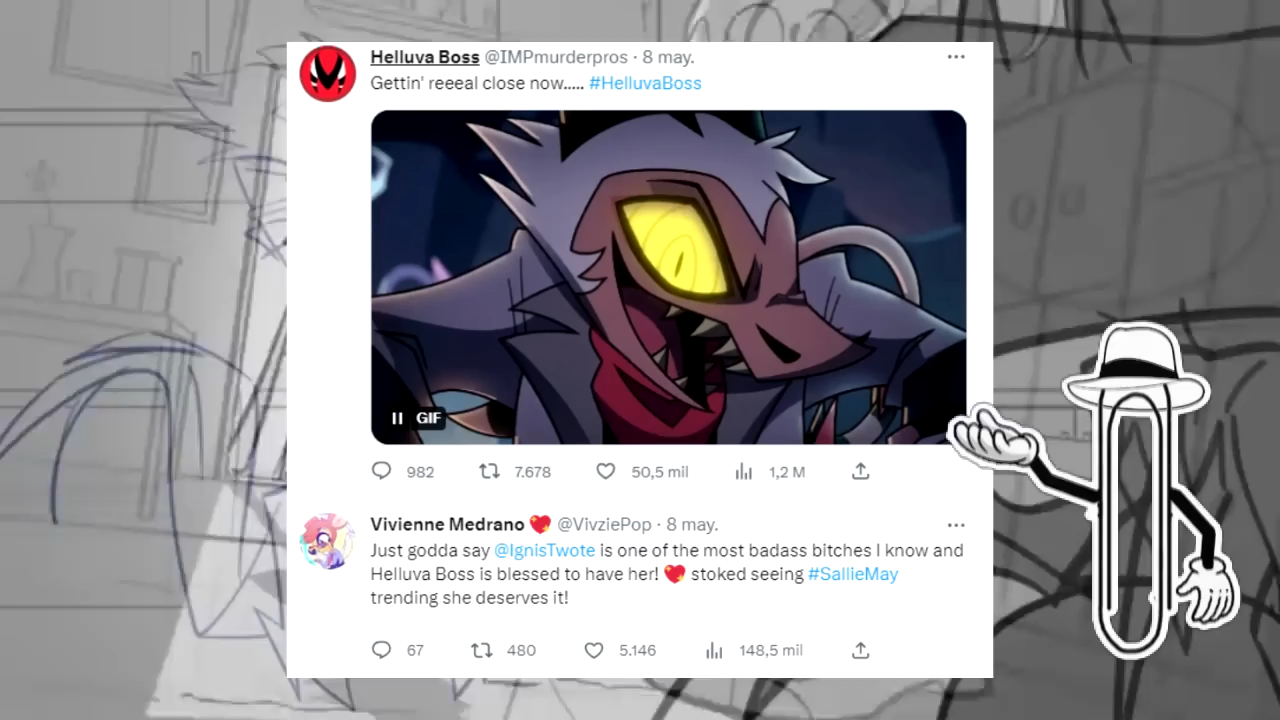 Helluva Boss @IMPmurderpros · 8 may.
Gettin' reeeal close now..... #HelluvaBoss
GIF
982 7.678 50,5 mil 1,2 M
Vivienne Medrano 💖 @VivziePop · 8 may.
Just godda say @IgnisTwote is one of the most badass bitches I know and
Helluva Boss is blessed to have her! 💖 stoked seeing #SallieMay
trending she deserves it!
67 480 5.146 148,5 mil